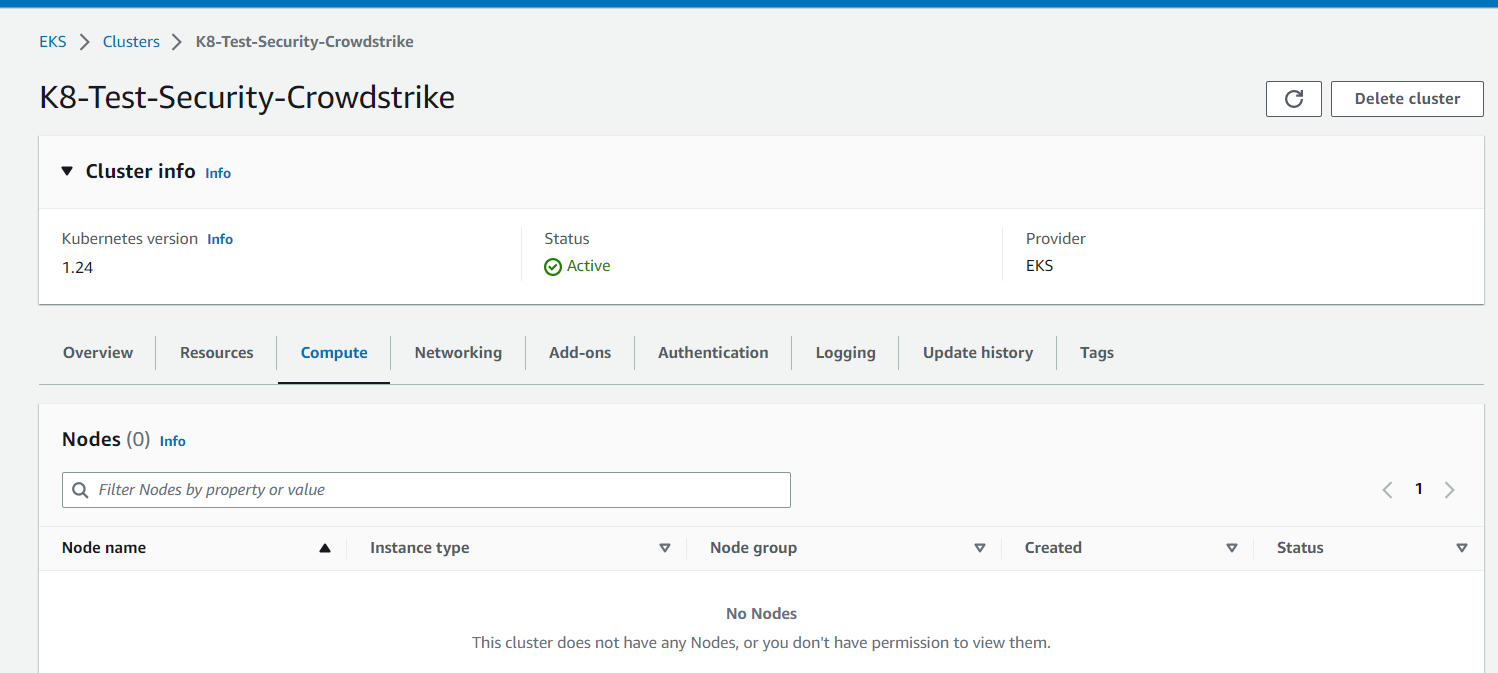 EKS > Clusters > K8-Test-Security-Crowdstrike
K8-Test-Security-Crowdstrike
Delete cluster
Cluster info Info
Kubernetes version Info
1.24
Status
Active
Provider
EKS
Overview Resources Compute Networking Add-ons Authentication Logging Update history Tags
Nodes (0) Info
Filter Nodes by property or value
1
Node name Instance type Node group Created Status
No Nodes
This cluster does not have any Nodes, or you don't have permission to view them.